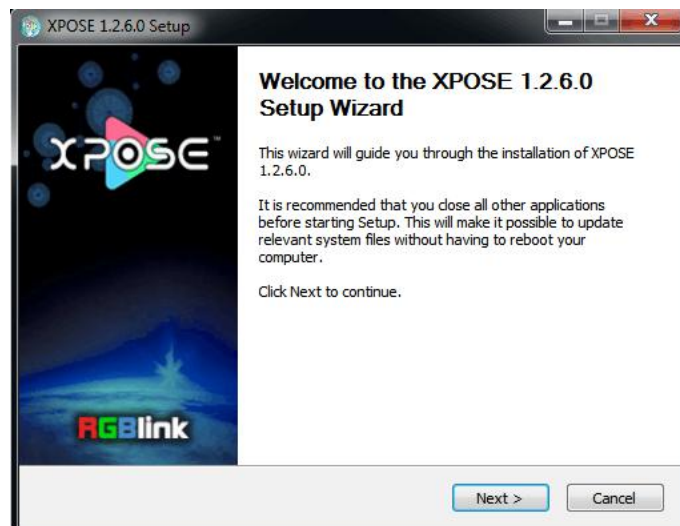 XPOSE 1.2.6.0 Setup
XPOSE™
RGBlink
Welcome to the XPOSE 1.2.6.0
Setup Wizard
This wizard will guide you through the installation of XPOSE
1.2.6.0.
It is recommended that you close all other applications
before starting Setup. This will make it possible to update
relevant system files without having to reboot your
computer.
Click Next to continue.
Next >
Cancel